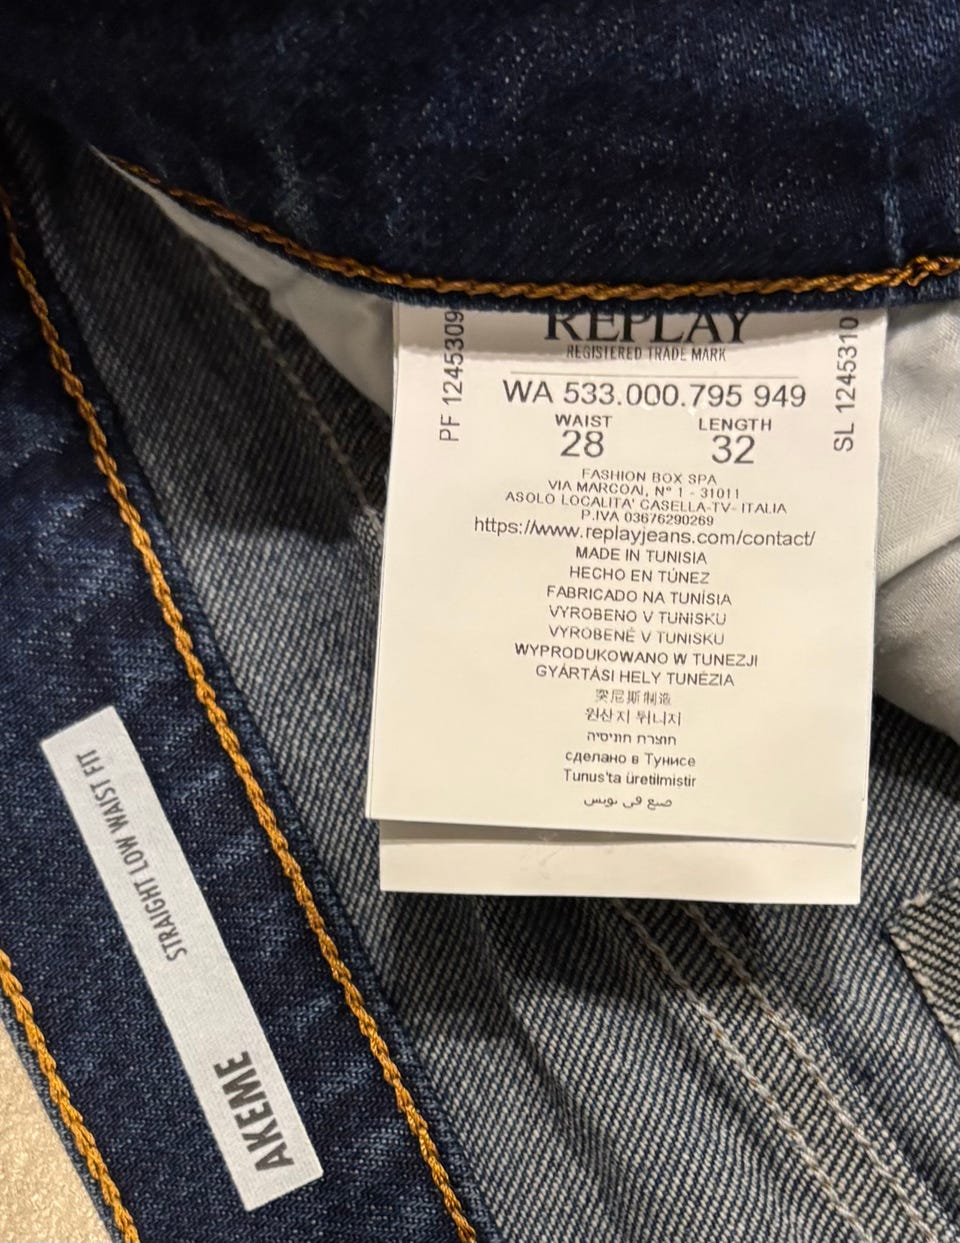 REPLAY
REGISTERED TRADE MARK
WA 533.000.795 949
WAIST LENGTH
28 32
FASHION BOX SPA
VIA MARCOAI, N° 1 - 31011
ASOLO LOCALITA' CASELLA-TV- ITALIA
P.IVA 03676290269
https://www.replayjeans.com/contact/
MADE IN TUNISIA
HECHO EN TÚNEZ
FABRICADO NA TUNÍSIA
VYROBENO V TUNISKU
VYROBENÉ V TUNISKU
WYPRODUKOWANO W TUNEZJI
GYÁRTÁSI HELY TUNÉZIA
突尼斯制造
원산지 튀니지
תוצרת תוניסיה
сделано в Тунисе
Tunus'ta üretilmistir
صنع في تونس
PF 1245309
SL 1245310
AKEME
STRAIGHT LOW WAIST FIT